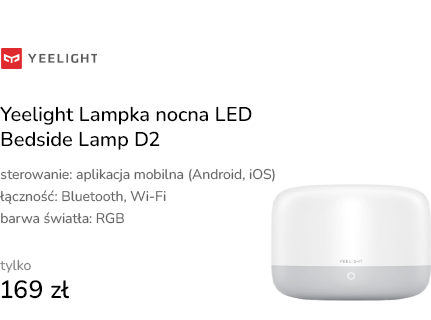 YEELIGHT
Yeelight Lampka nocna LED
Bedside Lamp D2
sterowanie: aplikacja mobilna (Android, iOS)
łączność: Bluetooth, Wi-Fi
barwa światła: RGB
YEELIGHT
tylko
169 zł